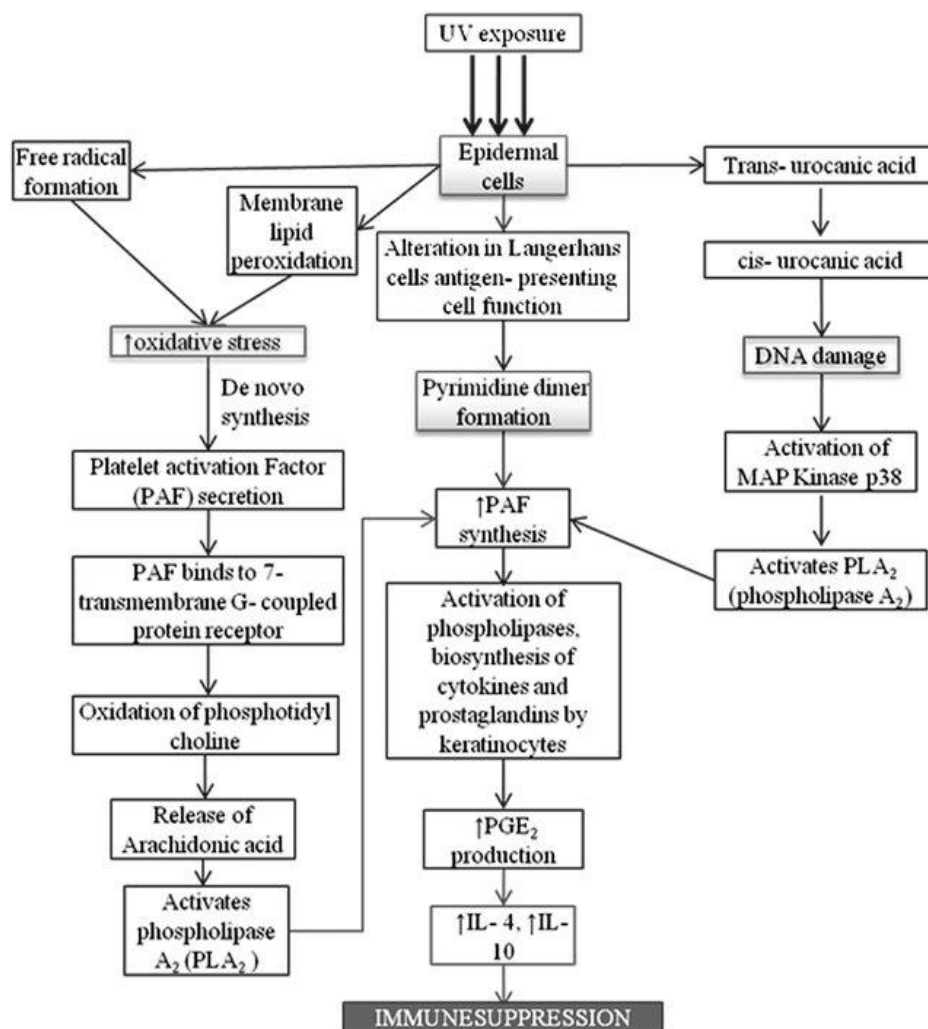 UV exposure
Epidermal
cells
Free radical
formation
Membrane
lipid
peroxidation
↑oxidative stress
De novo
synthesis
Platelet activation Factor
(PAF) secretion
PAF binds to 7-
transmembrane G- coupled
protein receptor
Oxidation of phosphotidyl
choline
Release of
Arachidonic acid
Activates
phospholipase
A₂ (PLA₂ )
Alteration in Langerhans
cells antigen- presenting
cell function
Pyrimidine dimer
formation
↑PAF
synthesis
Activation of
phospholipases,
biosynthesis of
cytokines and
prostaglandins by
keratinocytes
↑PGE₂
production
↑IL- 4, ↑IL-
10
IMMUNESUPPRESSION
Trans- urocanic acid
cis- urocanic acid
DNA damage
Activation of
MAP Kinase p38
Activates PLA₂
(phospholipase A₂)